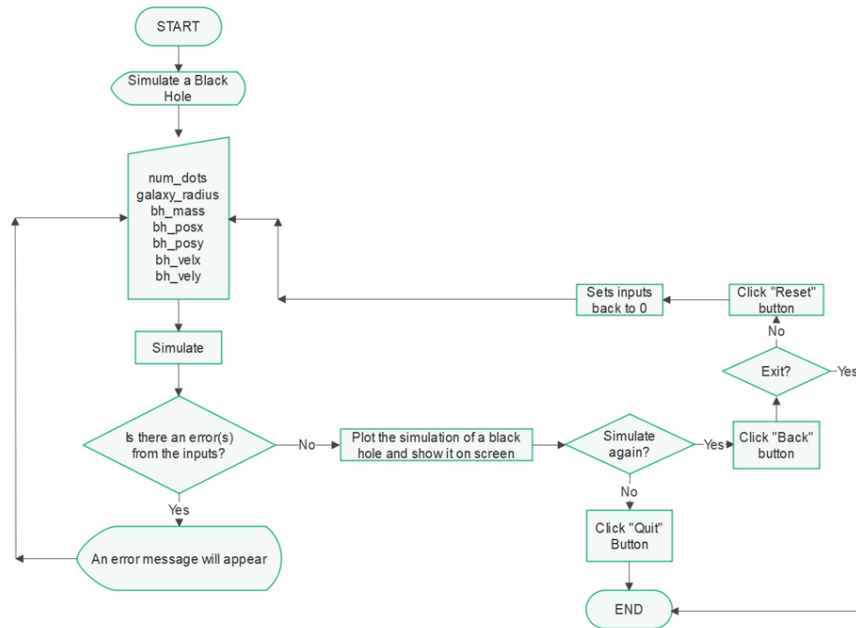 START
Simulate a Black
Hole
num_dots
galaxy_radius
bh_mass
bh_posx
bh_posy
bh_velx
bh_vely
Simulate
Is there an error(s)
from the inputs?
No
Yes
An error message will appear
Plot the simulation of a black
hole and show it on screen
Simulate
again?
Yes
No
Click "Quit"
Button
END
Click "Back"
button
Exit?
Yes
No
Click "Reset"
button
Sets inputs
back to 0